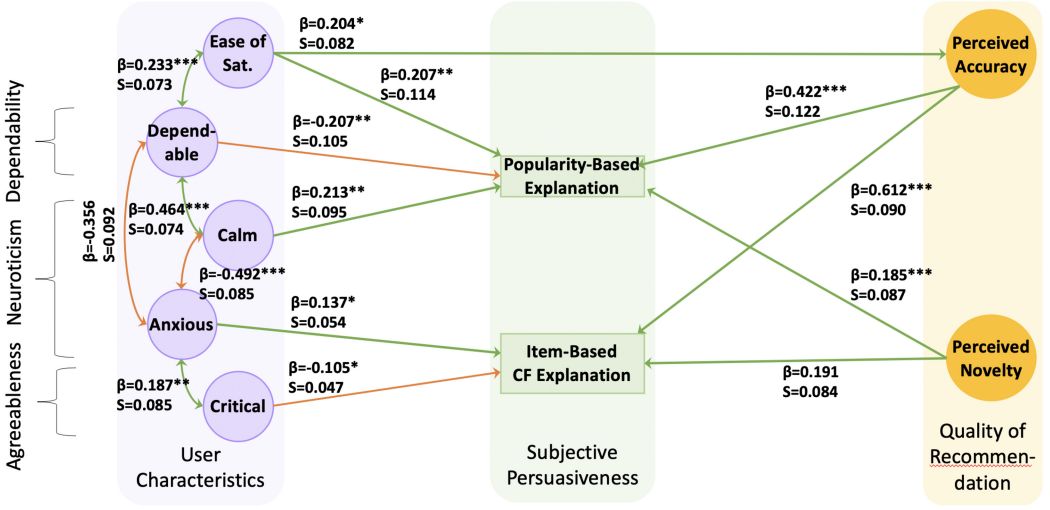 Ease of
Sat.
Depend-
able
Calm
Anxious
Critical
Dependability
Neuroticism
Agreeableness
β=0.233***
S=0.073
β=-0.356
S=0.092
β=0.464***
S=0.074
β=-0.492***
S=0.085
β=0.187**
S=0.085
User
Characteristics
β=0.204*
S=0.082
β=0.207**
S=0.114
β=-0.207**
S=0.105
β=0.213**
S=0.095
β=0.137*
S=0.054
β=-0.105*
S=0.047
Popularity-Based
Explanation
Item-Based
CF Explanation
Subjective
Persuasiveness
β=0.422***
S=0.122
β=0.612***
S=0.090
β=0.185***
S=0.087
β=0.191
S=0.084
Perceived
Accuracy
Perceived
Novelty
Quality of
Recommen-
dation